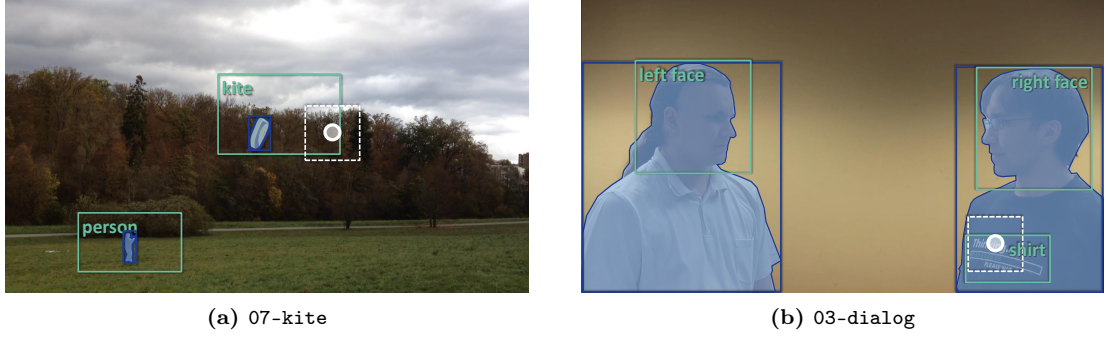 kite
person
(a) 07-kite
left face
right face
shirt
(b) 03-dialog